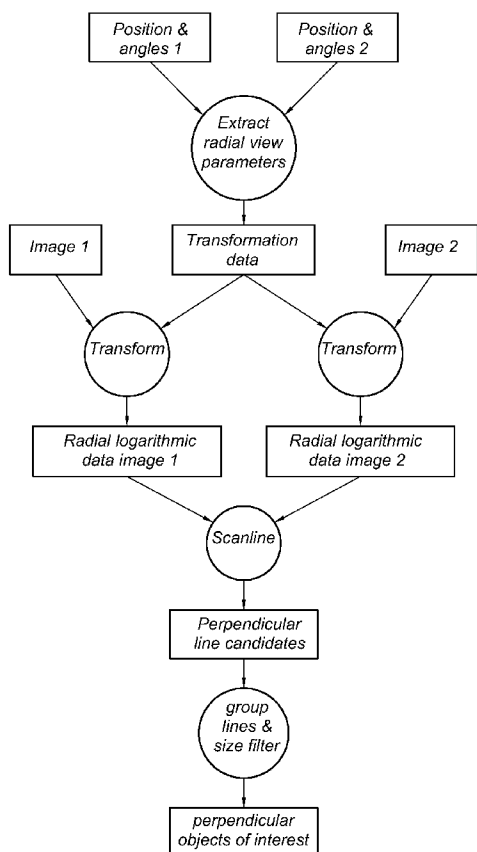 Position &
angles 1
Position &
angles 2
Extract
radial view
parameters
Image 1
Transformation
data
Image 2
Transform
Transform
Radial logarithmic
data image 1
Radial logarithmic
data image 2
Scanline
Perpendicular
line candidates
group
lines &
size filter
perpendicular
objects of interest